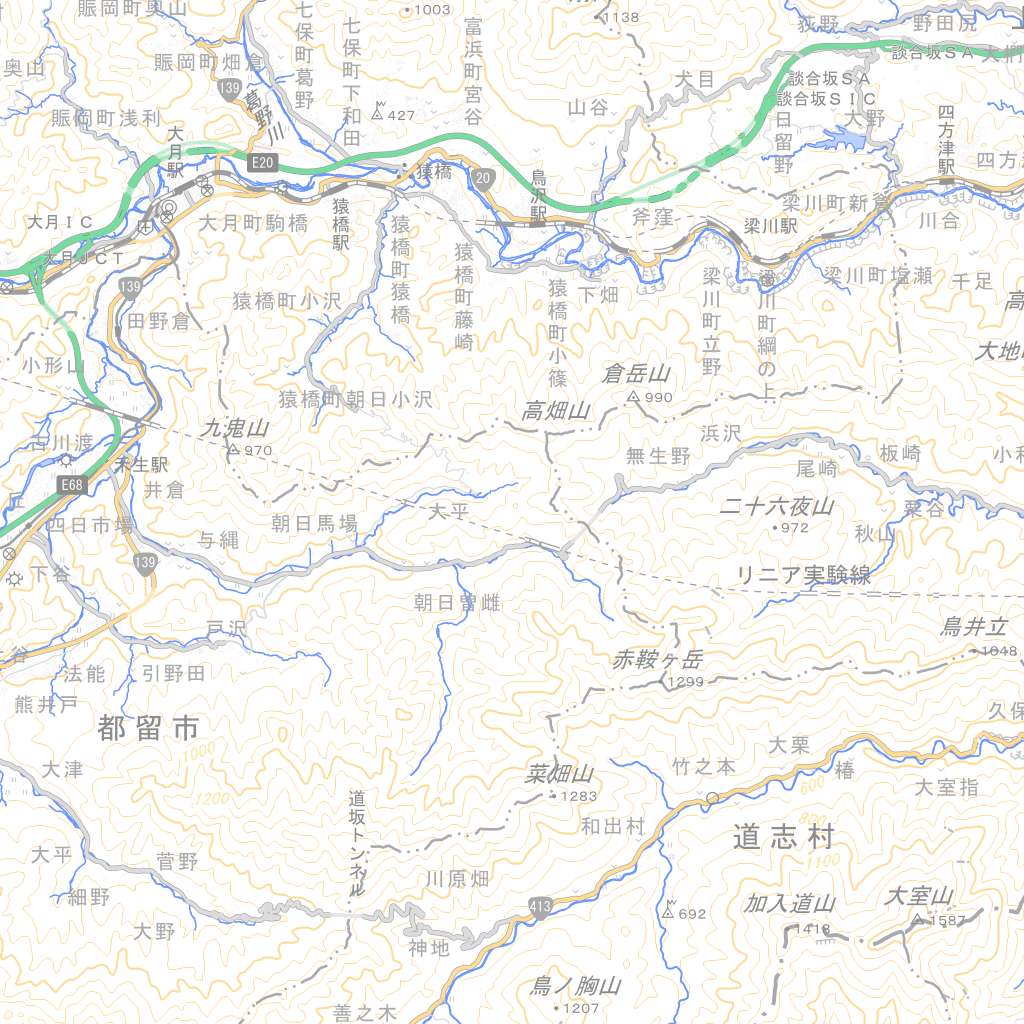 賑岡町奥山
1003
1138
荻野
野田尻
談合坂ＳＡ
大椚
七保町葛野
七保町下和田
富浜町宮谷
奥山
賑岡町畑倉
139
葛野川
犬目
談合坂ＳＡ
談合坂ＳＩＣ
山谷
427
賑岡町浅利
大月駅
日留野
大野
四方津駅
四方津
E20
猿橋
20
鳥沢駅
大月ＩＣ
大月町駒橋
猿橋駅
斧窪
梁川町新倉
梁川駅
川合
大月ＪＣＴ
猿橋町猿橋
猿橋町藤崎
猿橋町小篠
下畑
梁川町立野
梁川町綱の上
梁川町塩瀬
千足
139
猿橋町小沢
田野倉
小形山
大地
倉岳山
990
猿橋町朝日小沢
高畑山
九鬼山
970
浜沢
無生野
尾崎
板崎
古川渡
禾生駅
E68
井倉
大平
二十六夜山
972
粟谷
秋山
四日市場
朝日馬場
与縄
139
下谷
リニア実験線
朝日曽雌
戸沢
鳥井立
1048
赤鞍ヶ岳
1299
法能
引野田
熊井戸
都留市
1000
久保
大栗
大津
竹之本
椿
菜畑山
1283
600
大室指
1200
道坂トンネル
和出村
800
道志村
1100
大平
菅野
川原畑
細野
413
692
加入道山
1418
大室山
1587
大野
神地
鳥ノ胸山
1207
善之木